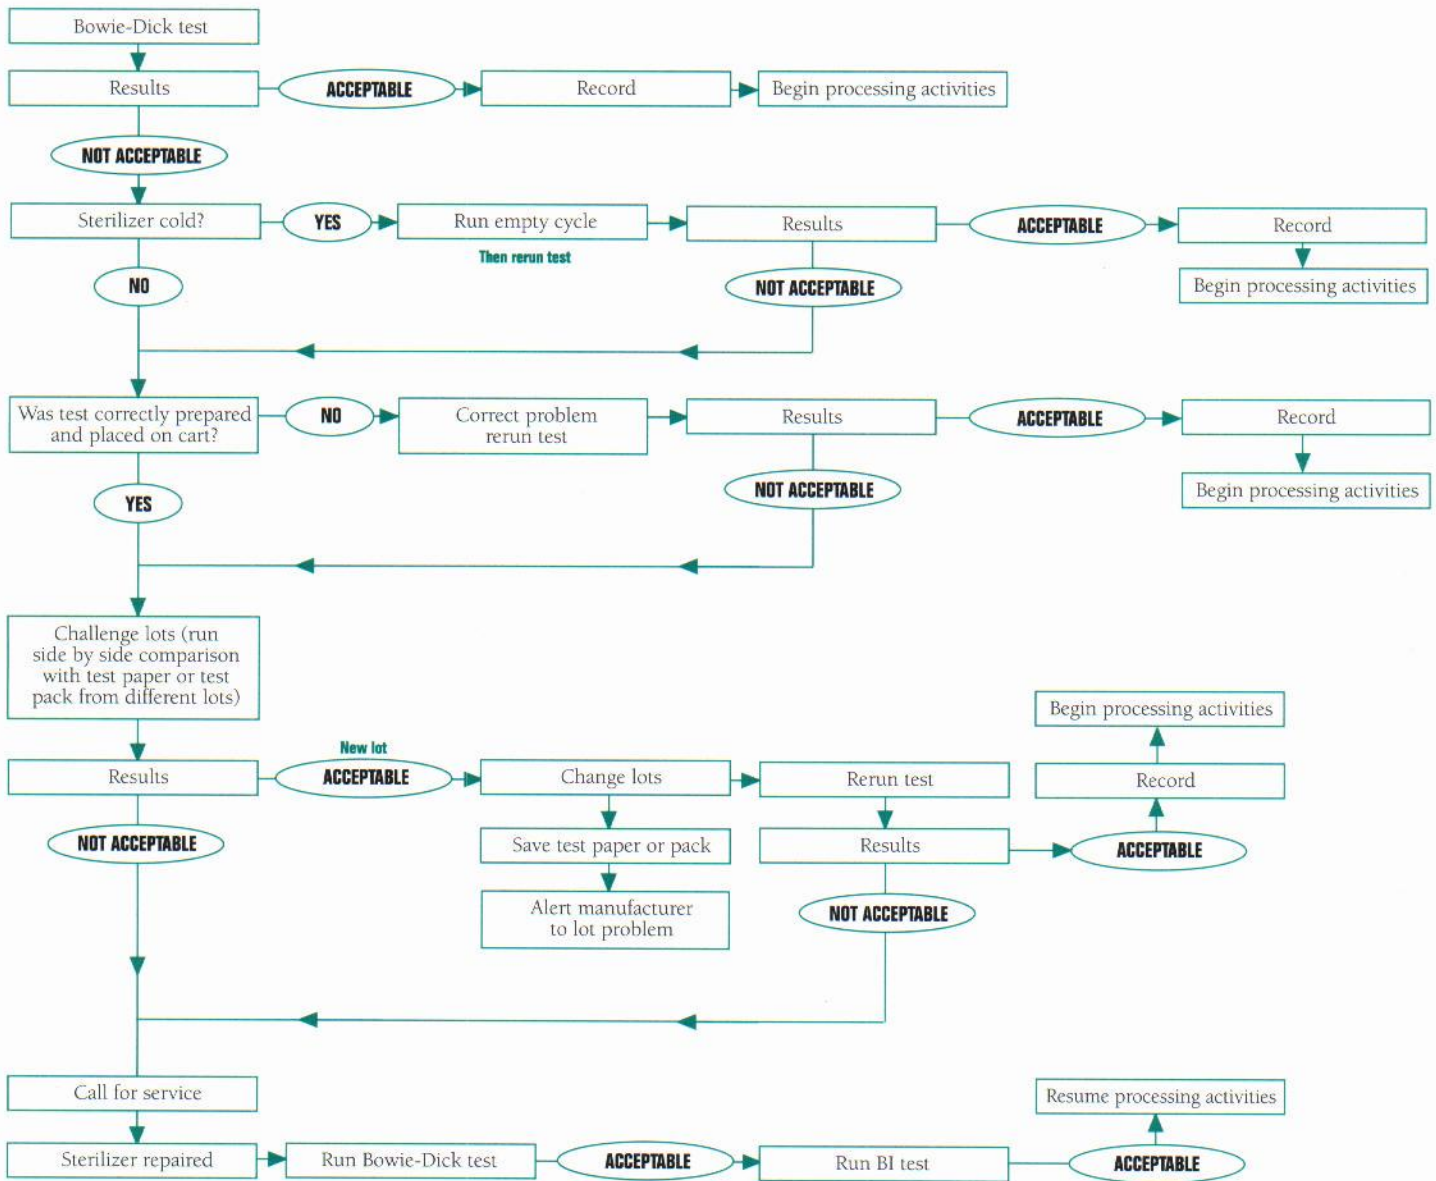 Bowie-Dick test
Results
ACCEPTABLE
Record
Begin processing activities
NOT ACCEPTABLE
Sterilizer cold?
YES
Run empty cycle
Then rerun test
Results
ACCEPTABLE
Record
Begin processing activities
NO
NOT ACCEPTABLE
Was test correctly prepared
and placed on cart?
NO
Correct problem
rerun test
Results
ACCEPTABLE
Record
Begin processing activities
YES
NOT ACCEPTABLE
Challenge lots (run
side by side comparison
with test paper or test
pack from different lots)
Results
New lot
ACCEPTABLE
Change lots
Save test paper or pack
Alert manufacturer
to lot problem
Rerun test
Results
ACCEPTABLE
Record
Begin processing activities
NOT ACCEPTABLE
NOT ACCEPTABLE
Call for service
Sterilizer repaired
Run Bowie-Dick test
ACCEPTABLE
Run BI test
ACCEPTABLE
Resume processing activities